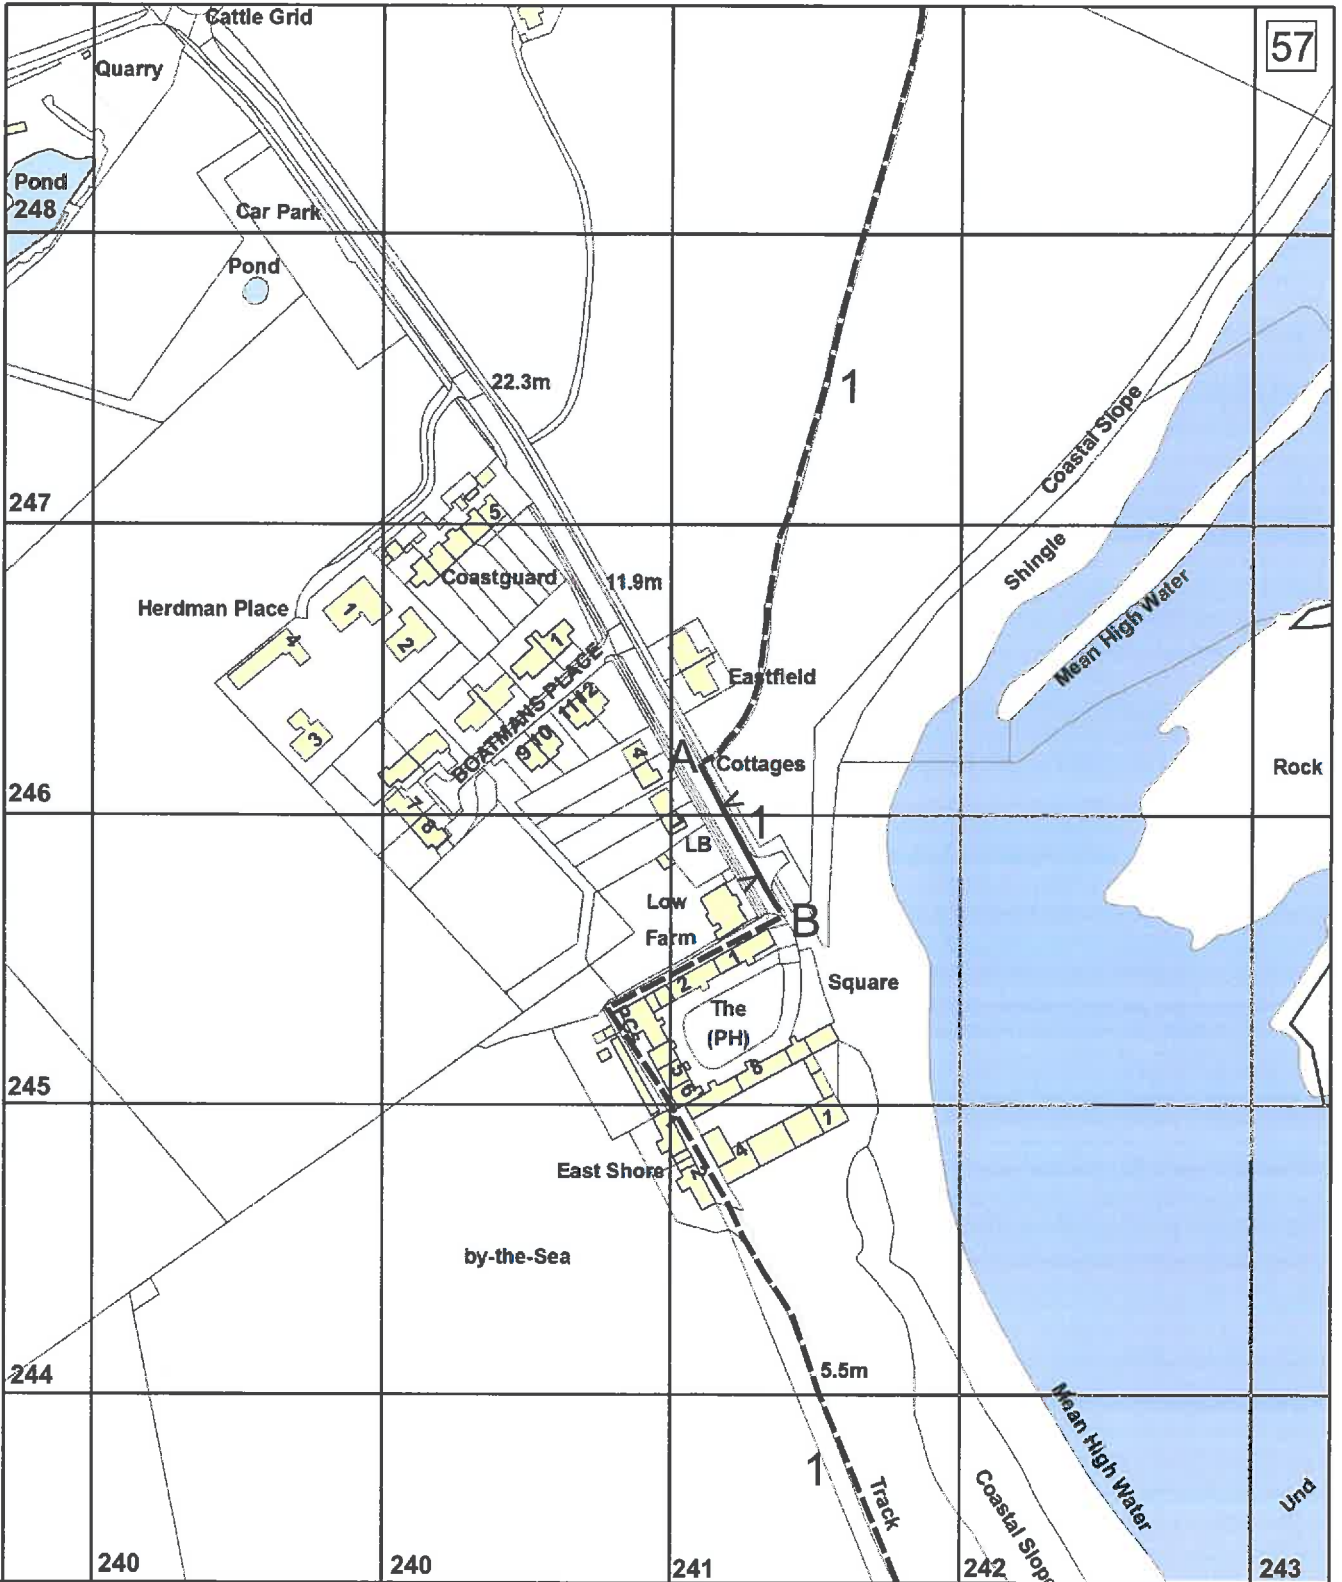 Cattle Grid
57
Quarry
Pond
248
Car Park
Pond
22.3m
1
Coastal Slope
247
5
Shingle
Coastguard
11.9m
Mean High Water
Herdman Place
1
2
4
1
Eastfield
BOATMANS PLACE
11
12
3
9
10
4
A
Cottages
Rock
246
7
8
1
1
LB
Low
B
Farm
1
2
Square
The
PC
(PH)
5
8
6
245
1
4
East Shore
2
by-the-Sea
244
5.5m
Mean High Water
1
Track
Coastal Slope
Und
240
240
241
242
243